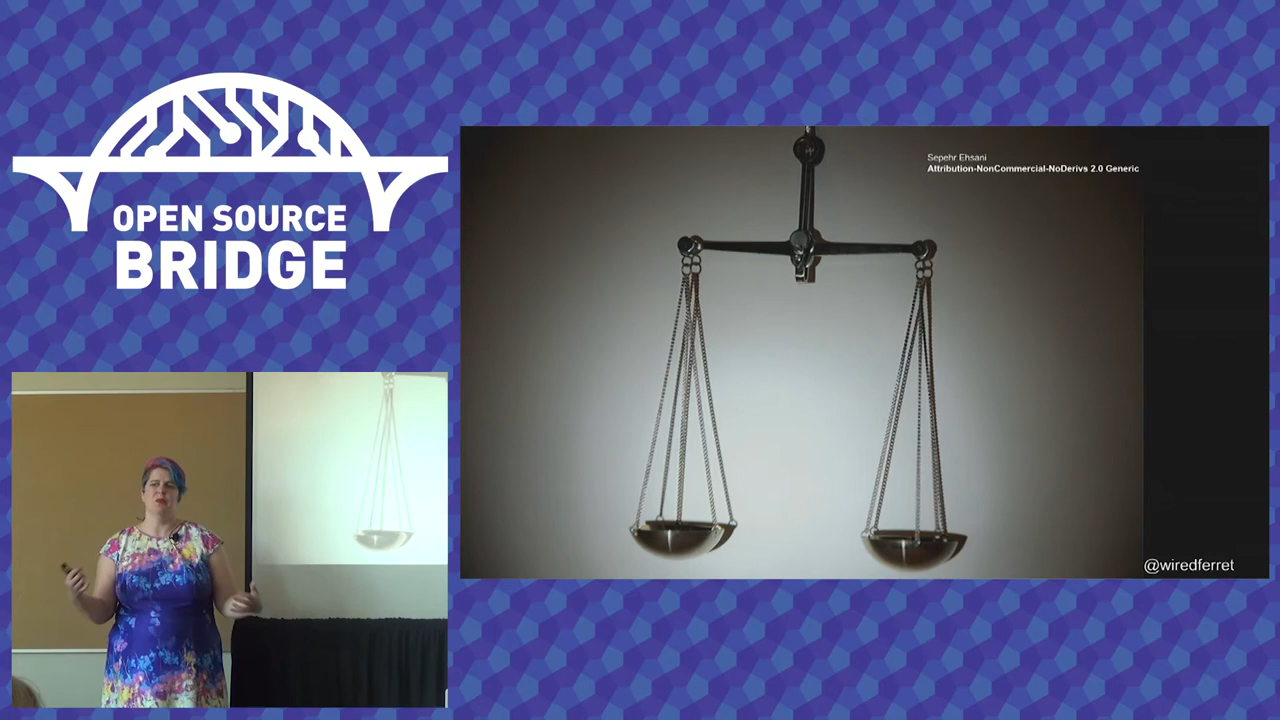 OPEN SOURCE
BRIDGE
Sepehr Ehsani
Attribution-NonCommercial-NoDerivs 2.0 Generic
@wiredferret